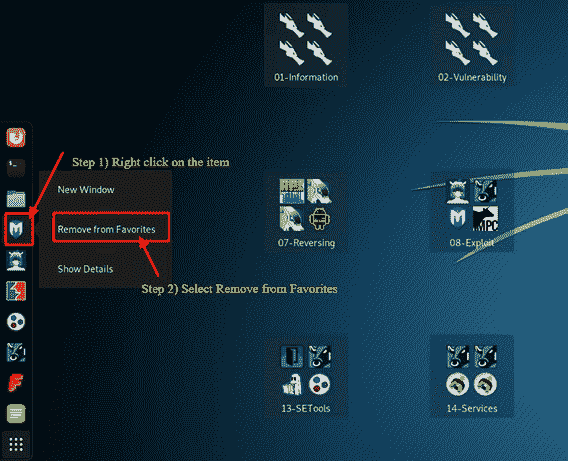 01-Information
02-Vulnerability
Step 1) Right click on the item
New Window
Remove from Favorites
Show Details
Step 2) Select Remove from Favorites
07-Reversing
08-Exploit
13-SETools
14-Services